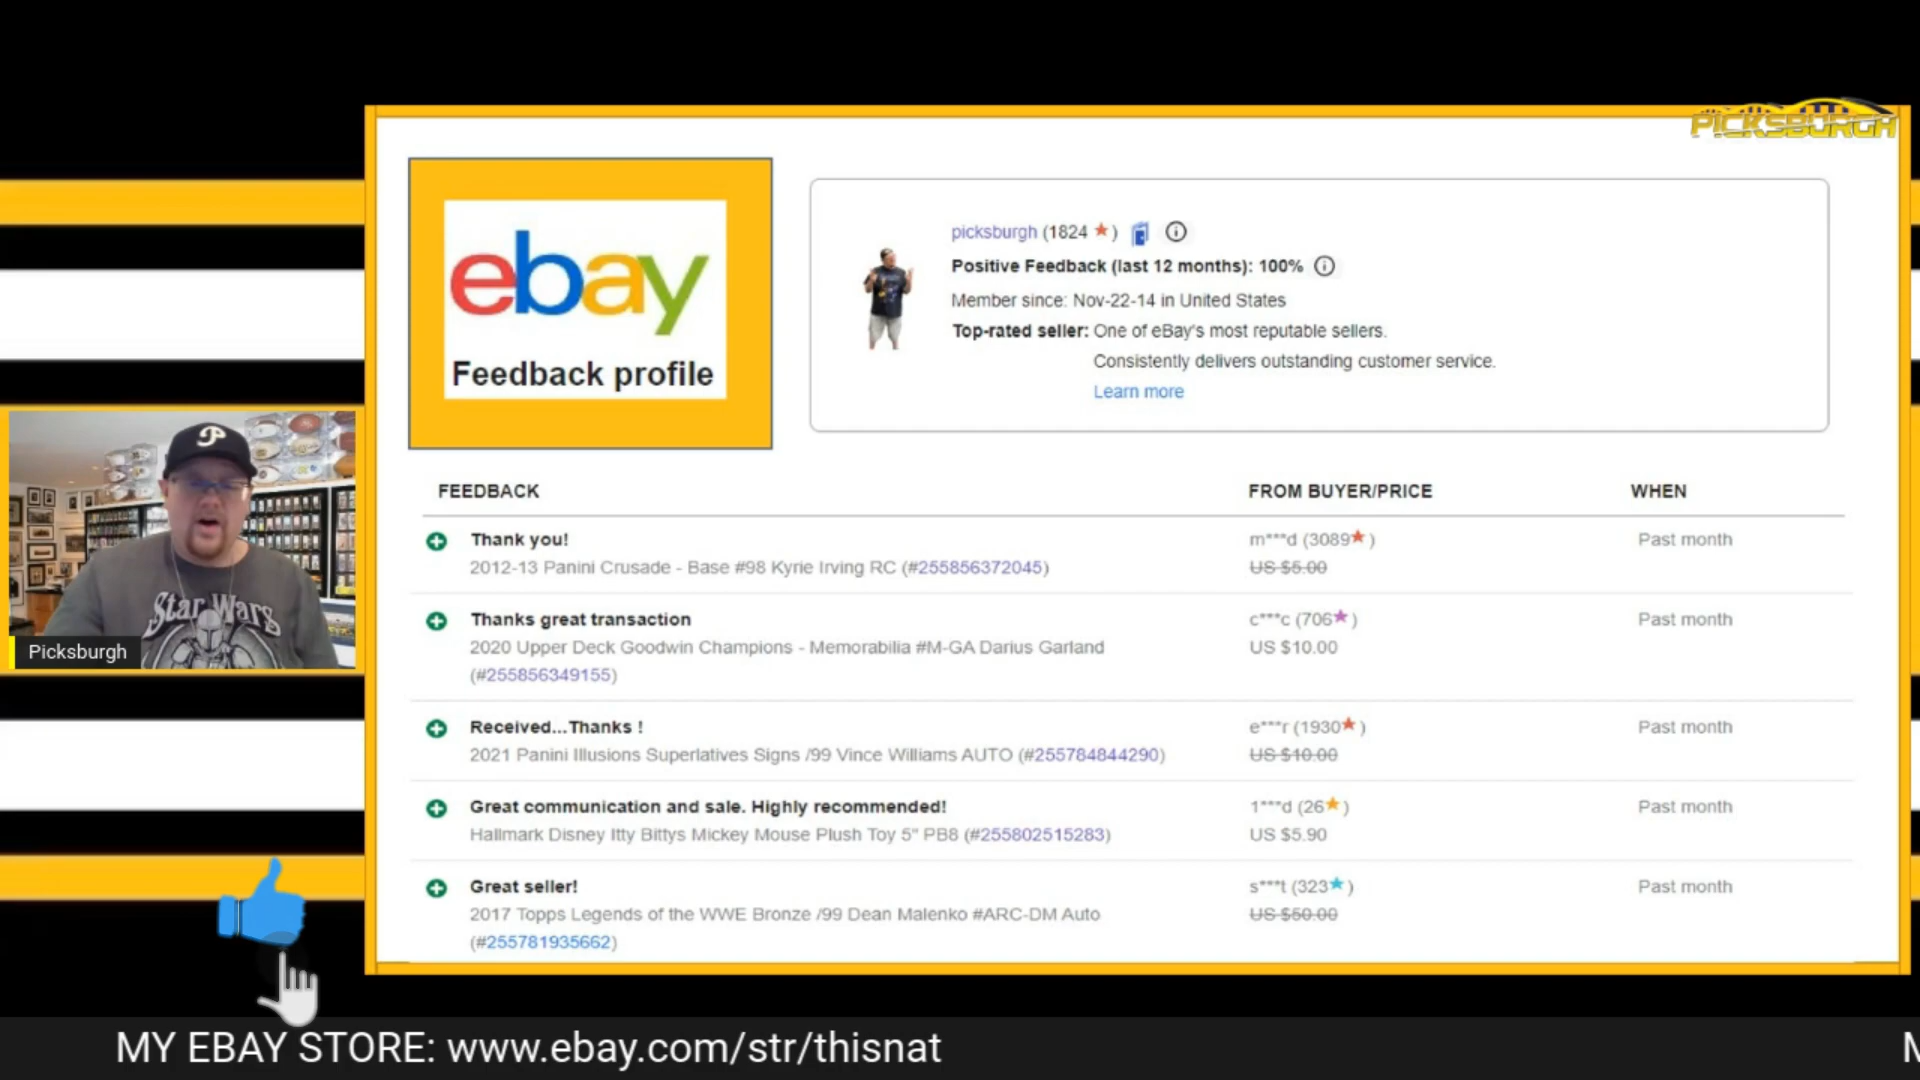 PICKSBURGH
ebay
Feedback profile
picksburgh (1824 ★)
Positive Feedback (last 12 months): 100%
Member since: Nov-22-14 in United States
Top-rated seller: One of eBay's most reputable sellers.
Consistently delivers outstanding customer service.
Learn more
P
Star Wars
Picksburgh
FEEDBACK FROM BUYER/PRICE WHEN
Thank you! m***d (3089★) Past month
2012-13 Panini Crusade - Base #98 Kyrie Irving RC (#255856372045) US $5.00
Thanks great transaction c***c (706★) Past month
2020 Upper Deck Goodwin Champions - Memorabilia #M-GA Darius Garland US $10.00
(#255856349155)
Received...Thanks ! e***r (1930★) Past month
2021 Panini Illusions Superlatives Signs /99 Vince Williams AUTO (#255784844290) US $10.00
Great communication and sale. Highly recommended! 1***d (26★) Past month
Hallmark Disney Itty Bittys Mickey Mouse Plush Toy 5" PB8 (#255802515283) US $5.90
Great seller! s***t (323★) Past month
2017 Topps Legends of the WWE Bronze /99 Dean Malenko #ARC-DM Auto US $50.00
(#255781935662)
MY EBAY STORE: www.ebay.com/str/thisnat M